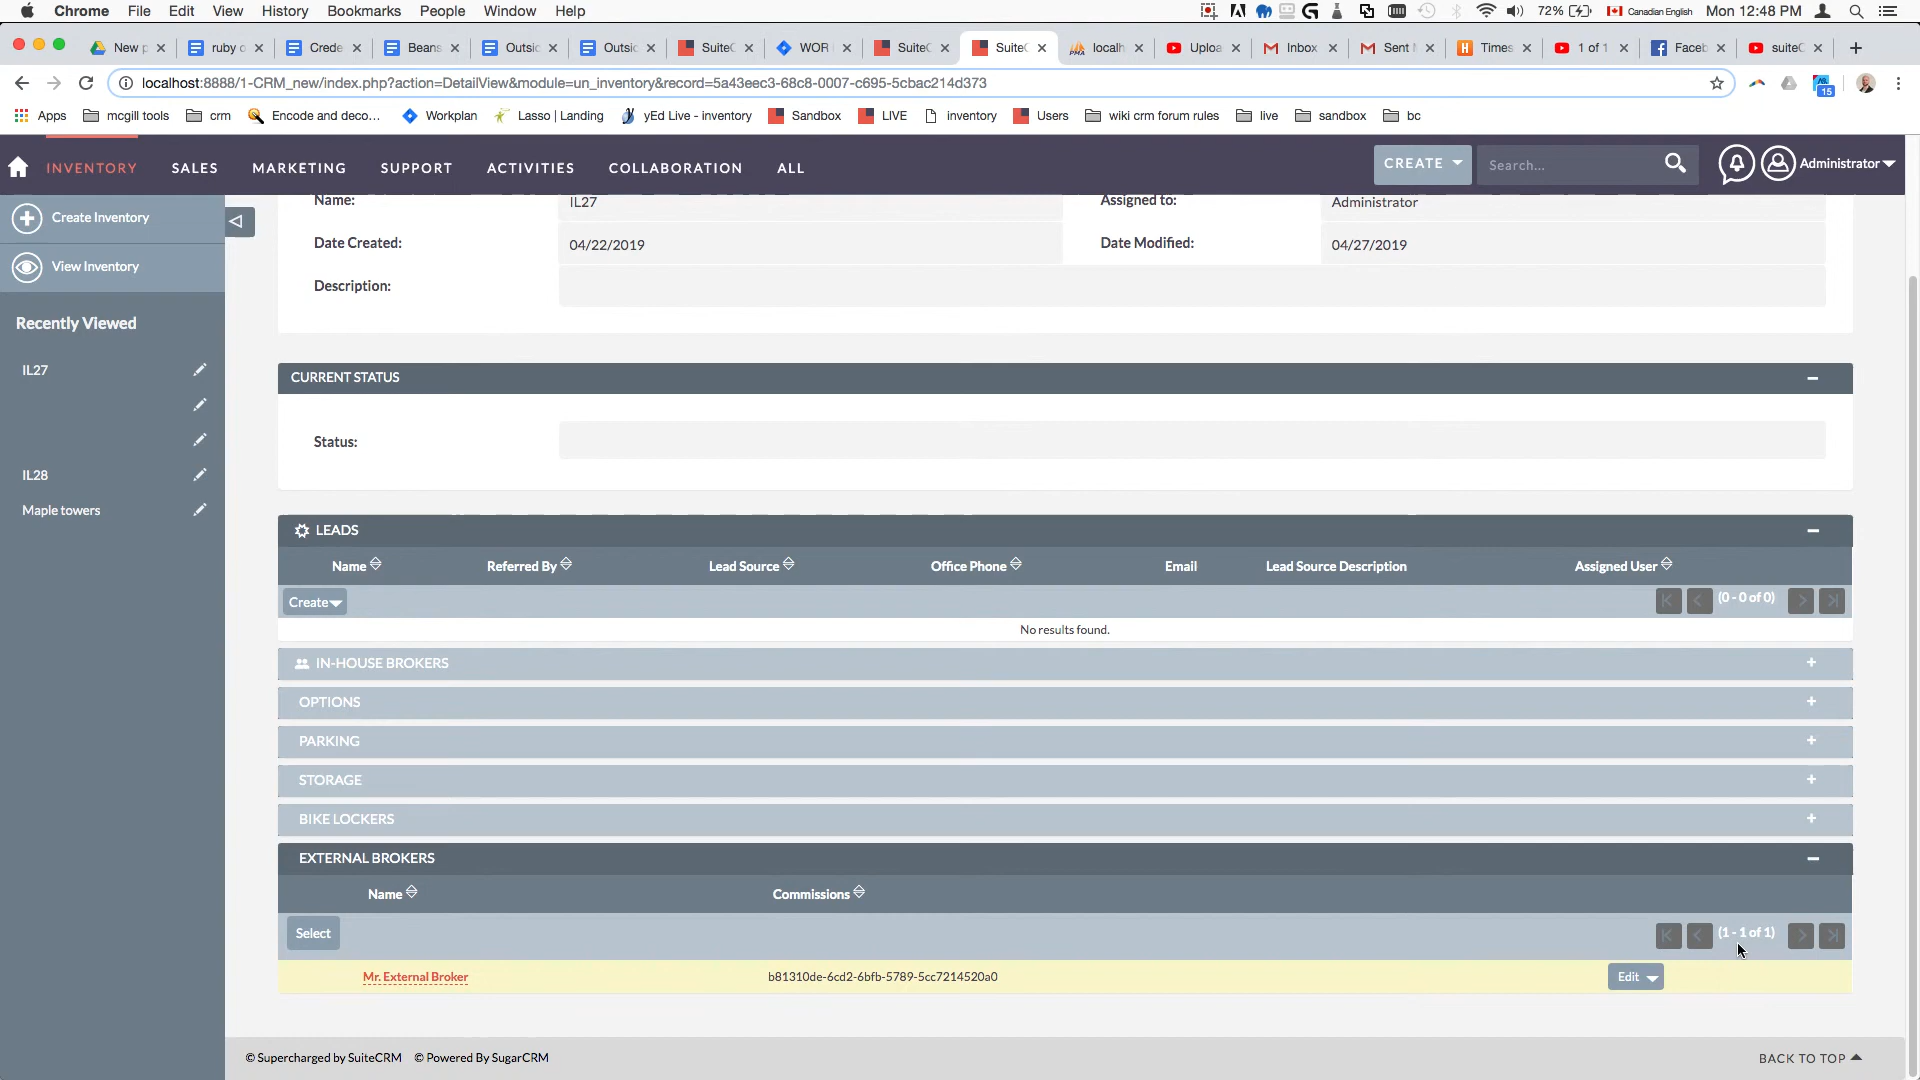 Chrome File Edit View History Bookmarks People Window Help 72% Canadian English Mon 12:48 PM
New p ruby c Crede Beans Outsic Outsic SuiteC WOR SuiteC SuiteC localh Uploa Inbox Sent M Times 1 of 1 Faceb suiteC
localhost:8888/1-CRM_new/index.php?action=DetailView&module=un_inventory&record=5a43eec3-68c8-0007-c695-5cbac214d373 15
Apps mcgill tools crm Encode and deco... Workplan Lasso | Landing yEd Live - inventory Sandbox LIVE inventory Users wiki crm forum rules live sandbox bc
INVENTORY SALES MARKETING SUPPORT ACTIVITIES COLLABORATION ALL CREATE Search... Administrator
Create Inventory
View Inventory
Recently Viewed
IL27
IL28
Maple towers
Name: IL27 Assigned to: Administrator
Date Created: 04/22/2019 Date Modified: 04/27/2019
Description:
CURRENT STATUS
Status:
LEADS
Name Referred By Lead Source Office Phone Email Lead Source Description Assigned User
Create (0 - 0 of 0)
No results found.
IN-HOUSE BROKERS
OPTIONS
PARKING
STORAGE
BIKE LOCKERS
EXTERNAL BROKERS
Name Commissions
Select (1 - 1 of 1)
Mr. External Broker b81310de-6cd2-6bfb-5789-5cc7214520a0 Edit
© Supercharged by SuiteCRM © Powered By SugarCRM BACK TO TOP